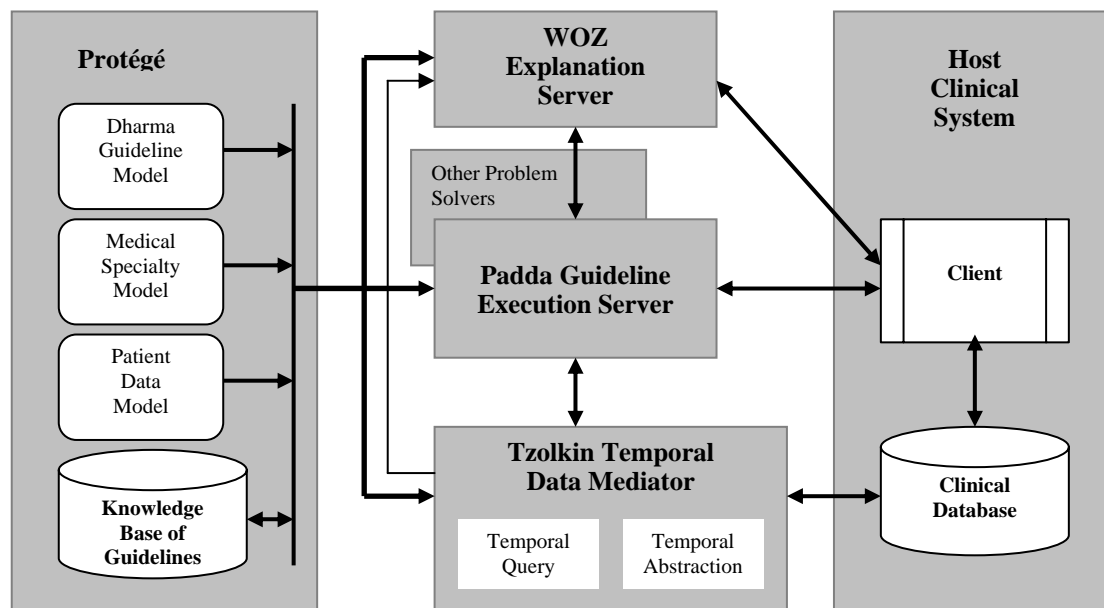 Protégé
Dharma
Guideline
Model
Medical
Specialty
Model
Patient
Data
Model
Knowledge
Base of
Guidelines
WOZ
Explanation
Server
Other Problem
Solvers
Padda Guideline
Execution Server
Tzolkin Temporal
Data Mediator
Temporal
Query
Temporal
Abstraction
Host
Clinical
System
Client
Clinical
Database